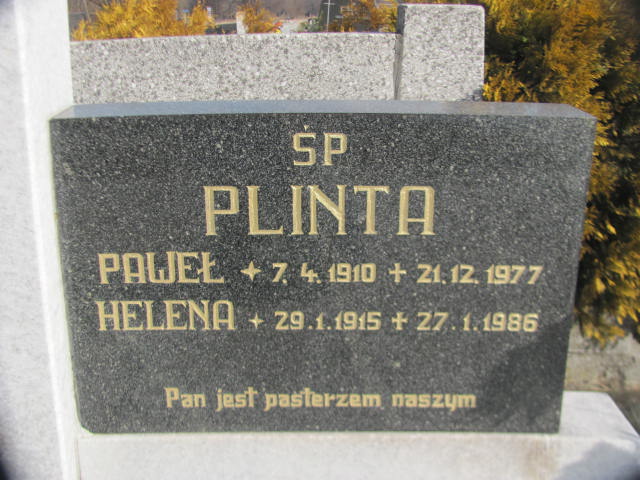 ŚP
PLINTA
PAWEŁ ✦ 7. 4. 1910 + 21. 12. 1977
HELENA ✦ 29. 1. 1915 + 27. 1. 1986
Pan jest pasterzem naszym